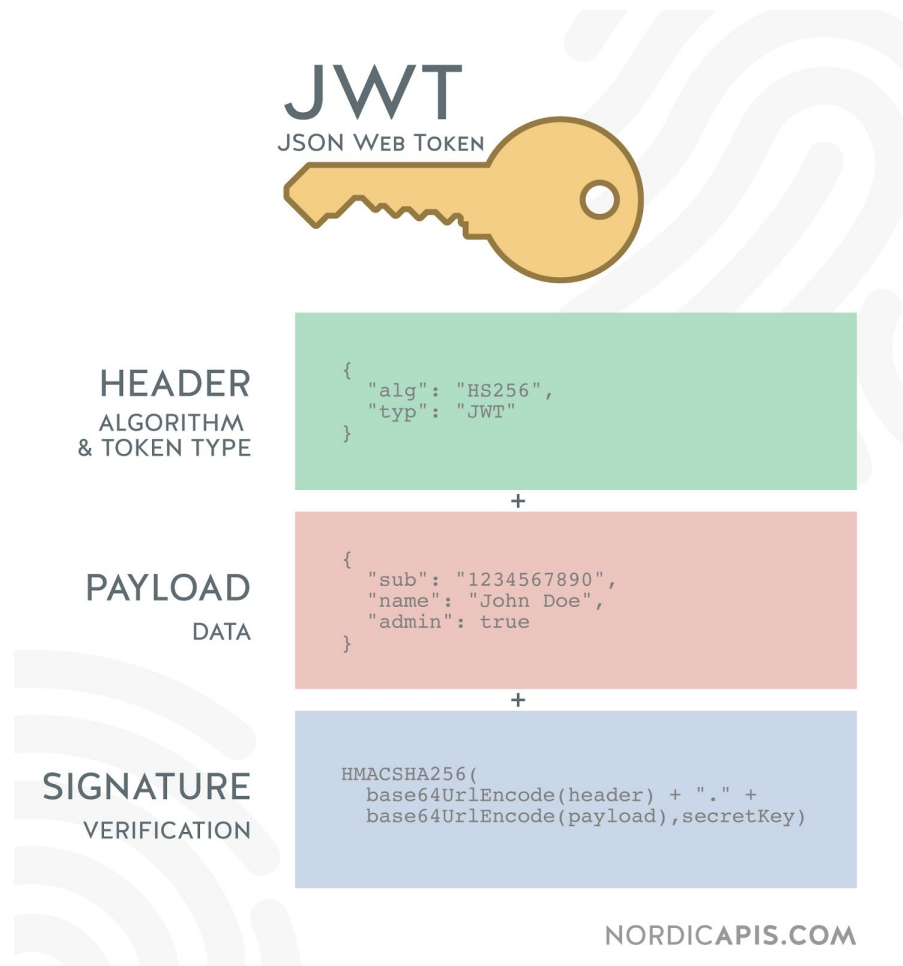 JWT
JSON WEB TOKEN
HEADER
ALGORITHM
& TOKEN TYPE
{
  "alg": "HS256",
  "typ": "JWT"
}
+
PAYLOAD
DATA
{
  "sub": "1234567890",
  "name": "John Doe",
  "admin": true
}
+
SIGNATURE
VERIFICATION
HMACSHA256(
  base64UrlEncode(header) + "." +
  base64UrlEncode(payload),secretKey)
NORDICAPIS.COM